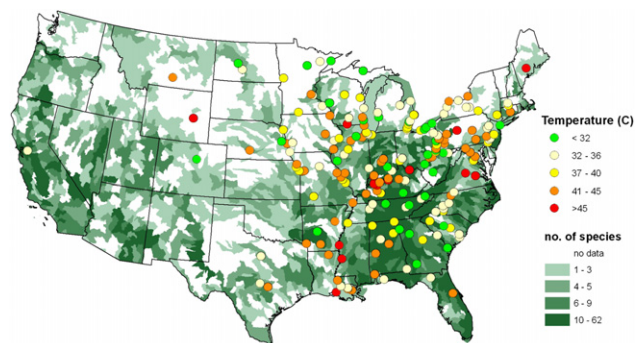 Temperature (C)
< 32
32 - 36
37 - 40
41 - 45
>45
no. of species
no data
1 - 3
4 - 5
6 - 9
10 - 62